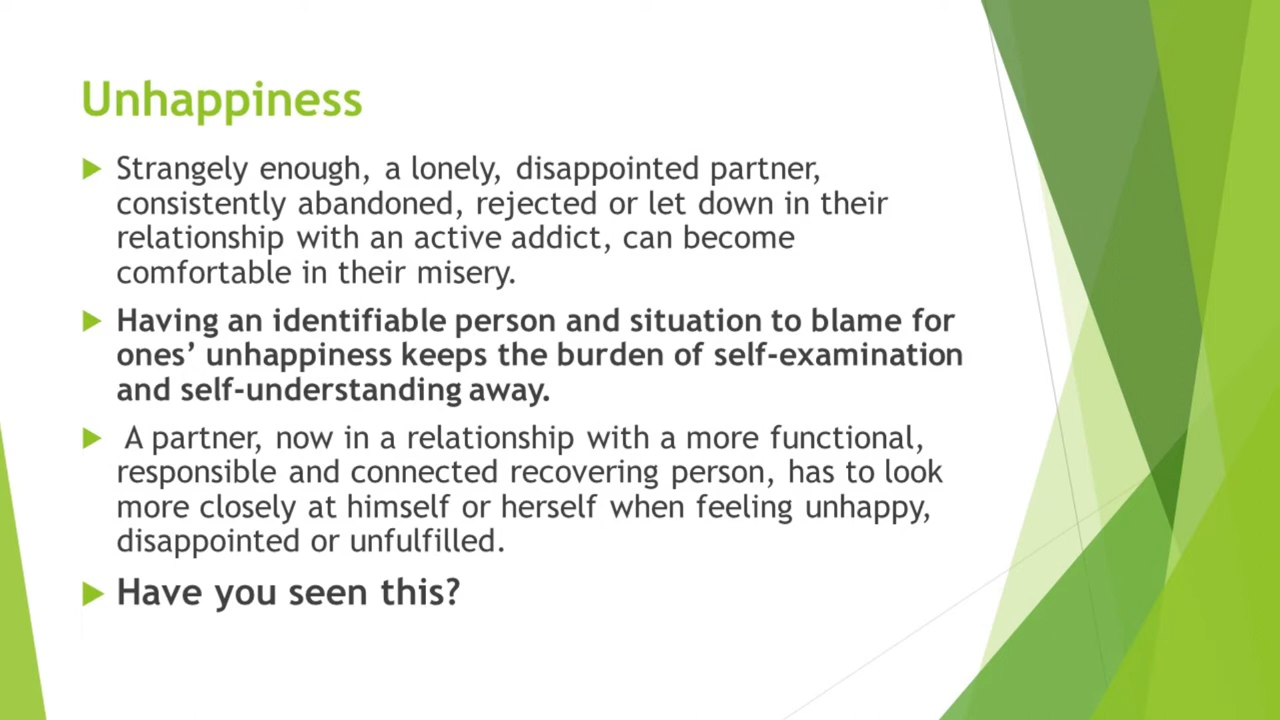 Unhappiness
Strangely enough, a lonely, disappointed partner,
consistently abandoned, rejected or let down in their
relationship with an active addict, can become
comfortable in their misery.
Having an identifiable person and situation to blame for
ones’ unhappiness keeps the burden of self-examination
and self-understanding away.
A partner, now in a relationship with a more functional,
responsible and connected recovering person, has to look
more closely at himself or herself when feeling unhappy,
disappointed or unfulfilled.
Have you seen this?